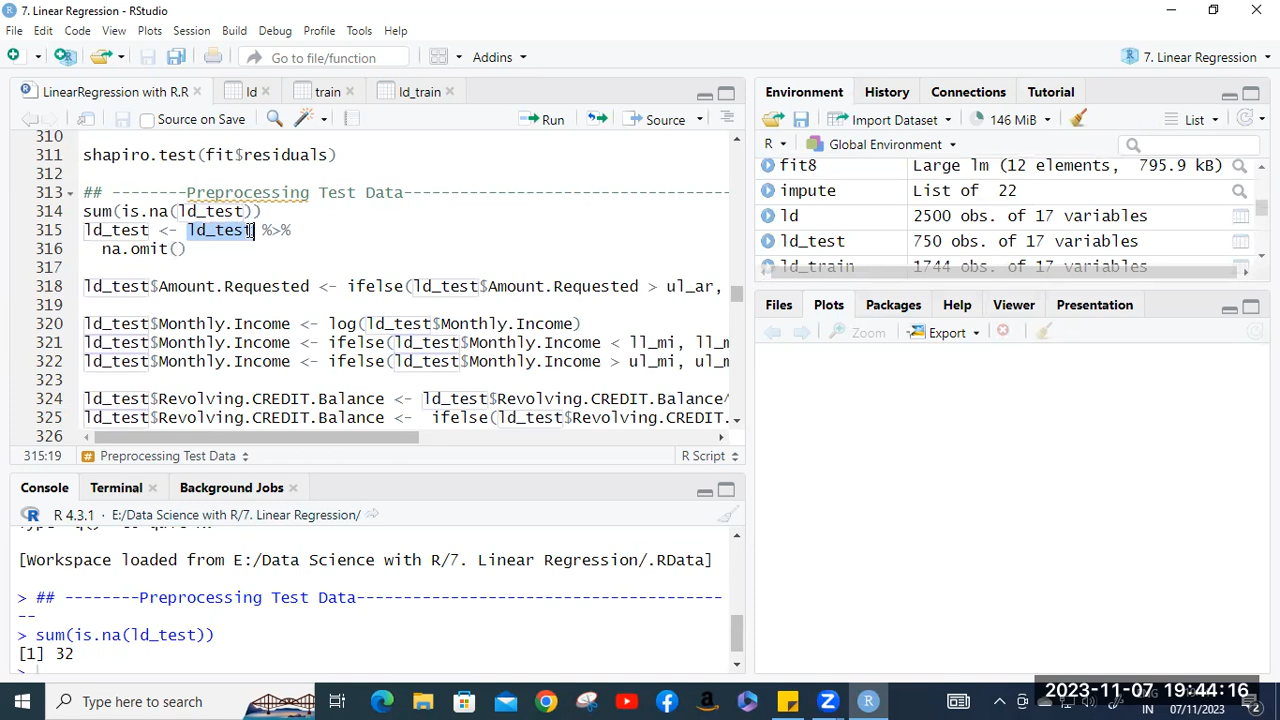 7. Linear Regression - RStudio
File Edit Code View Plots Session Build Debug Profile Tools Help
Go to file/function Addins 7. Linear Regression
LinearRegression with R.R ld train ld_train
Source on Save Run Source
310
311 shapiro.test(fit$residuals)
312
313 ## --------Preprocessing Test Data-----------------------------------
314 sum(is.na(ld_test))
315 ld_test <- ld_test %>%
316 na.omit()
317
318 ld_test$Amount.Requested <- ifelse(ld_test$Amount.Requested > ul_ar,
319
320 ld_test$Monthly.Income <- log(ld_test$Monthly.Income)
321 ld_test$Monthly.Income <- ifelse(ld_test$Monthly.Income < ll_mi, ll_m
322 ld_test$Monthly.Income <- ifelse(ld_test$Monthly.Income > ul_mi, ul_m
323
324 ld_test$Revolving.CREDIT.Balance <- ld_test$Revolving.CREDIT.Balance/
325 ld_test$Revolving.CREDIT.Balance <- ifelse(ld_test$Revolving.CREDIT.
326
315:19 # Preprocessing Test Data R Script
Console Terminal Background Jobs
R 4.3.1 · E:/Data Science with R/7. Linear Regression/
[Workspace loaded from E:/Data Science with R/7. Linear Regression/.RData]
> ## --------Preprocessing Test Data---------------------------------------
--
> sum(is.na(ld_test))
[1] 32
>
Environment History Connections Tutorial
Import Dataset 146 MiB List
R Global Environment
fit8 Large lm (12 elements, 795.9 kB)
impute List of 22
ld 2500 obs. of 17 variables
ld_test 750 obs. of 17 variables
ld_train 1744 obs. of 17 variables
Files Plots Packages Help Viewer Presentation
Zoom Export
Type here to search
2023-11-07 19:44:16
IN 07/11/2023 2